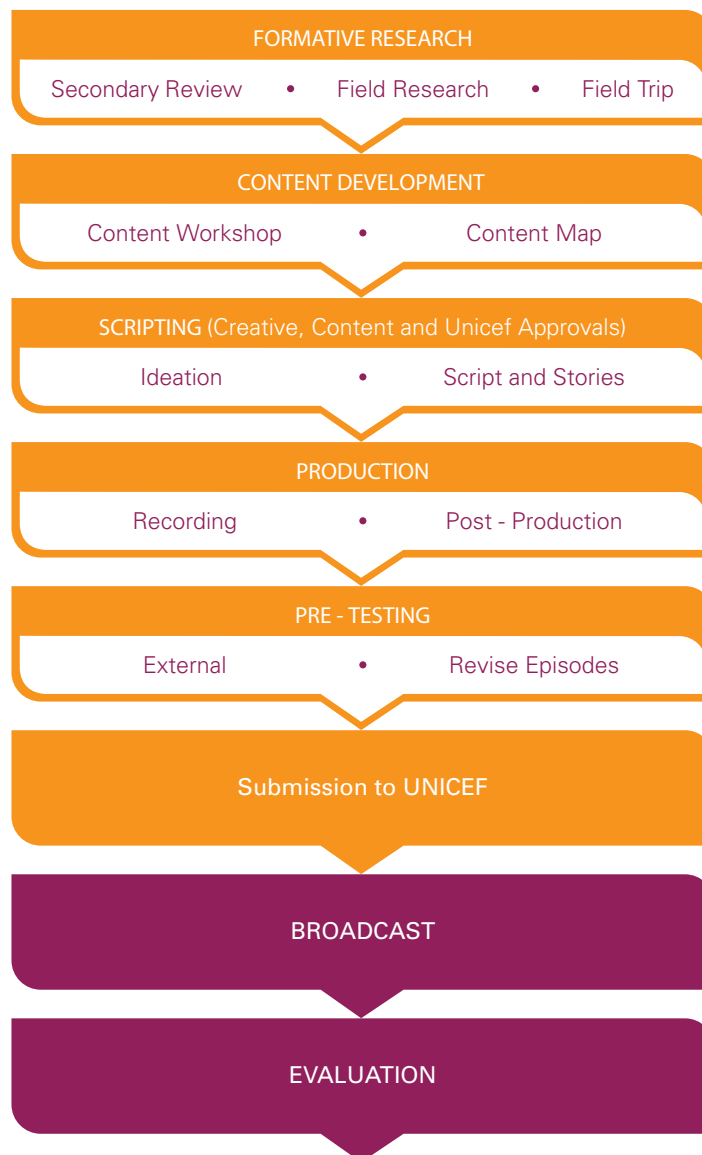 FORMATIVE RESEARCH
Secondary Review • Field Research • Field Trip
CONTENT DEVELOPMENT
Content Workshop • Content Map
SCRIPTING (Creative, Content and Unicef Approvals)
Ideation • Script and Stories
PRODUCTION
Recording • Post - Production
PRE - TESTING
External • Revise Episodes
Submission to UNICEF
BROADCAST
EVALUATION